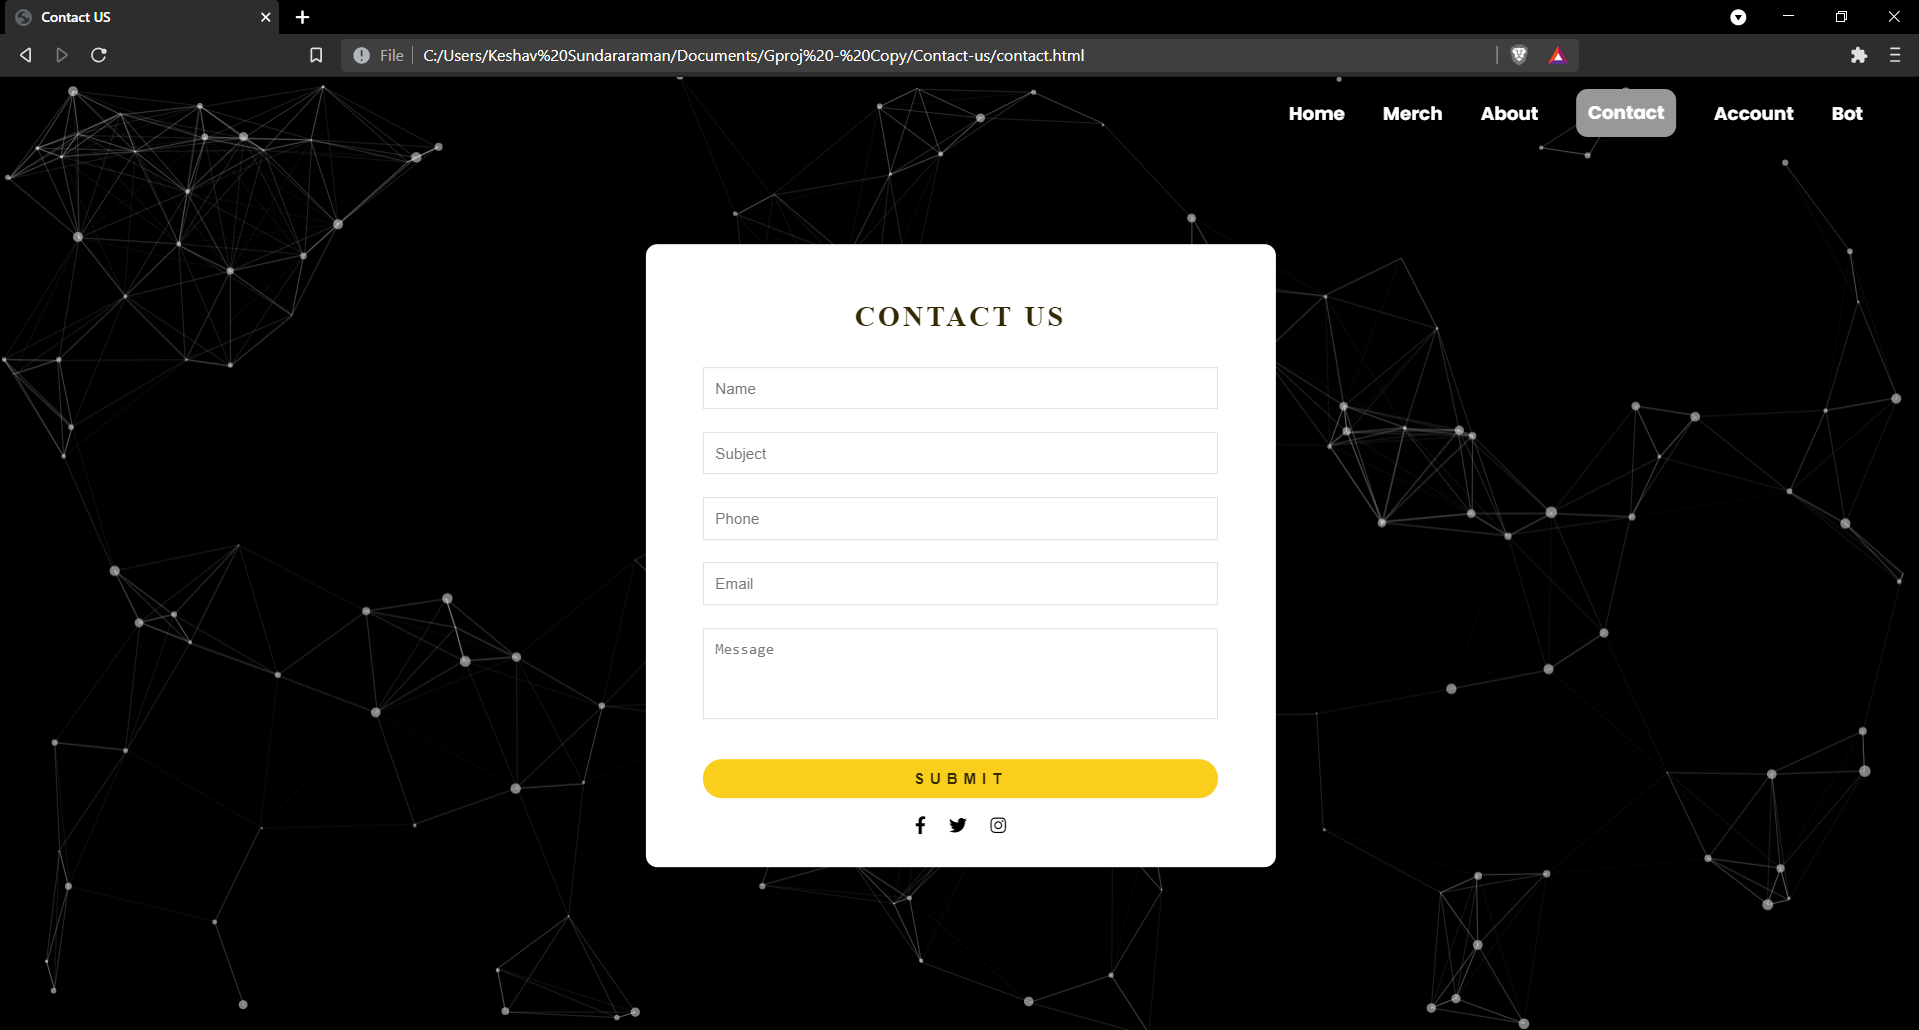 Contact US
File
C:/Users/Keshav%20Sundararaman/Documents/Gproj%20-%20Copy/Contact-us/contact.html
Home Merch About Contact Account Bot
CONTACT US
Name
Subject
Phone
Email
Message
SUBMIT